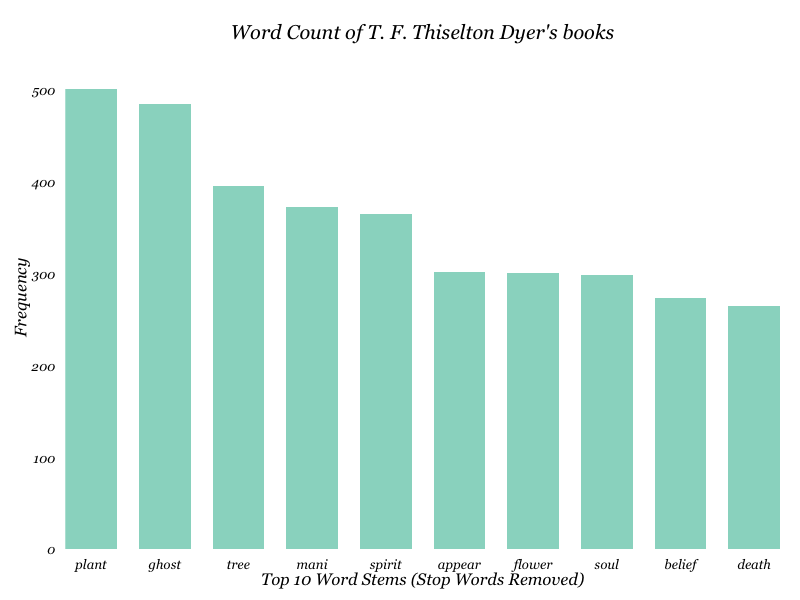 Word Count of T. F. Thiselton Dyer's books
Frequency
500
400
300
200
100
0
plant ghost tree mani spirit appear flower soul belief death
Top 10 Word Stems (Stop Words Removed)